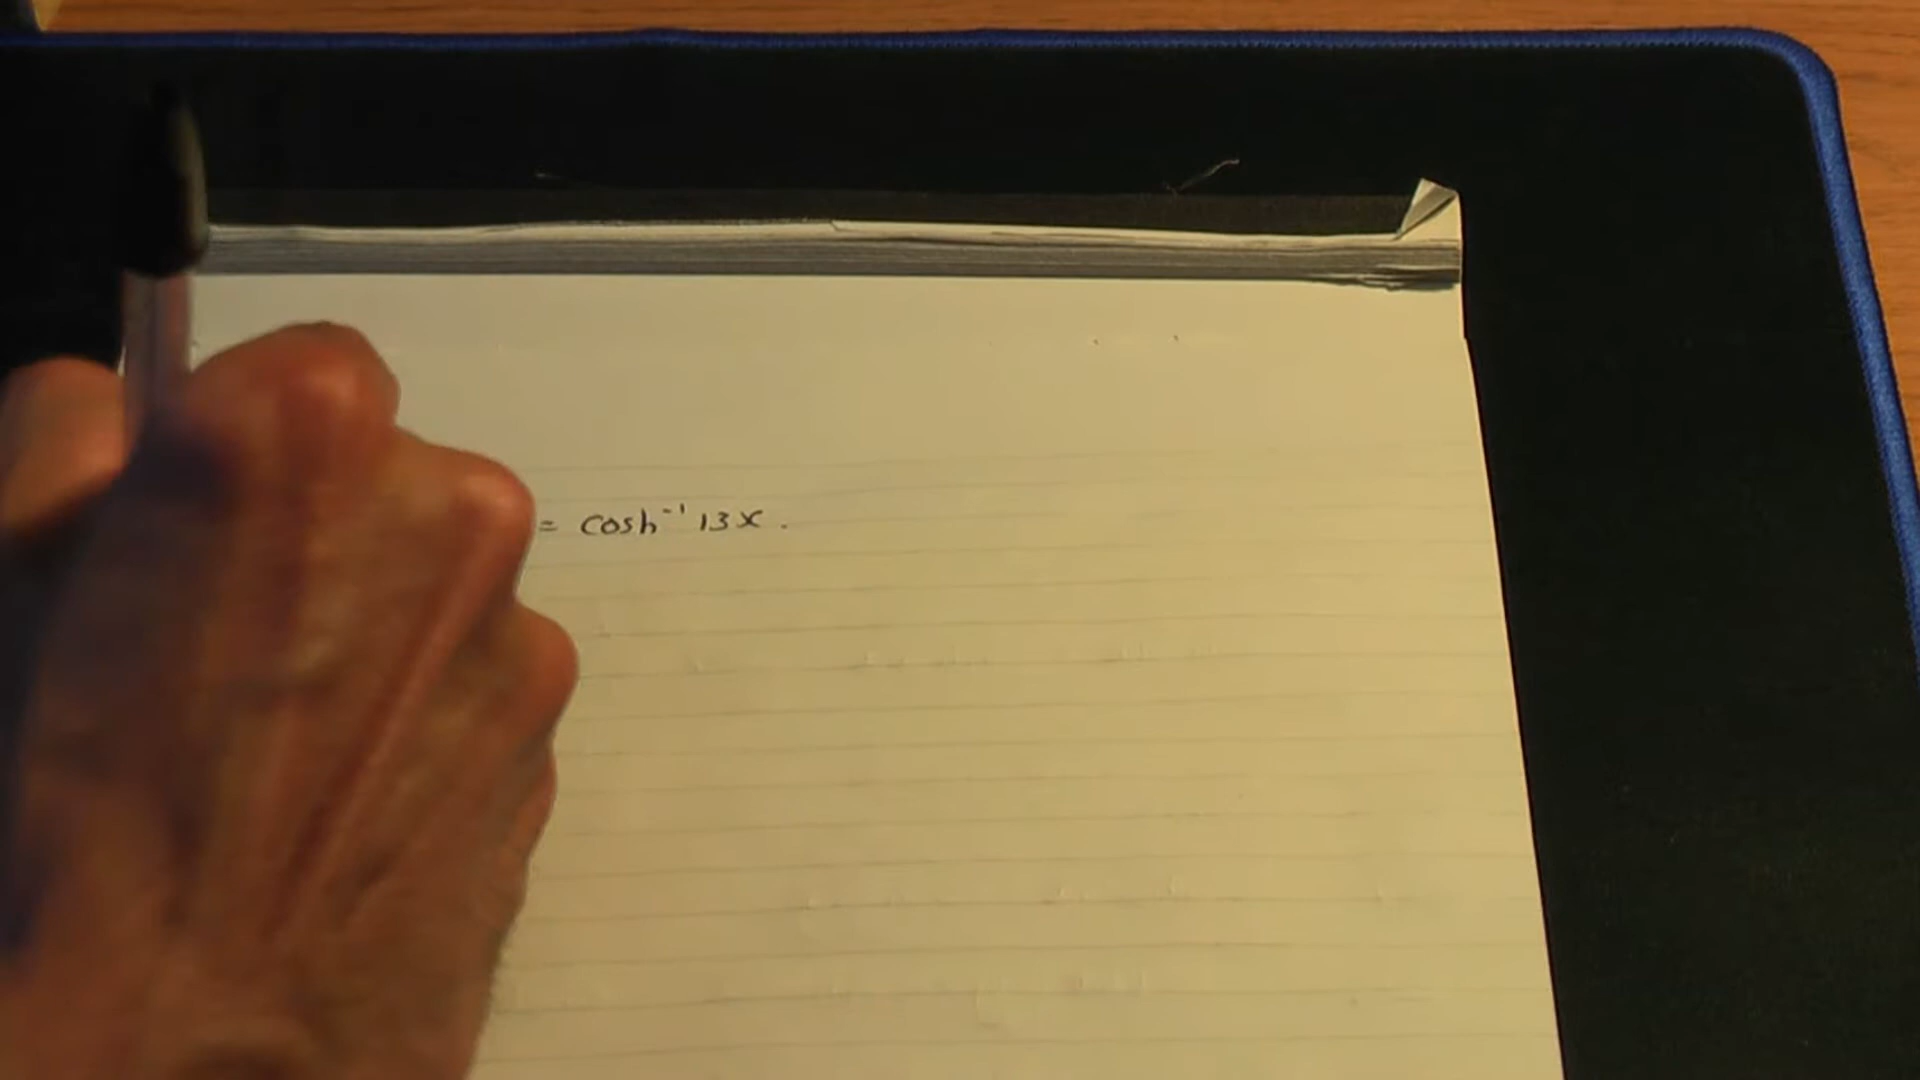 = cosh⁻¹ 13x .